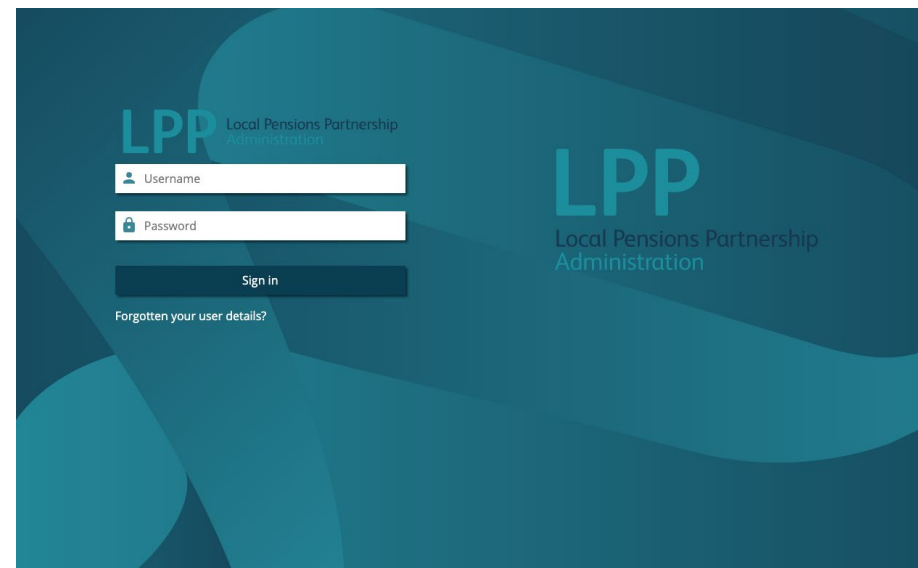 LPP
Local Pensions Partnership
Administration
Username
Password
Sign in
Forgotten your user details?
LPP
Local Pensions Partnership
Administration